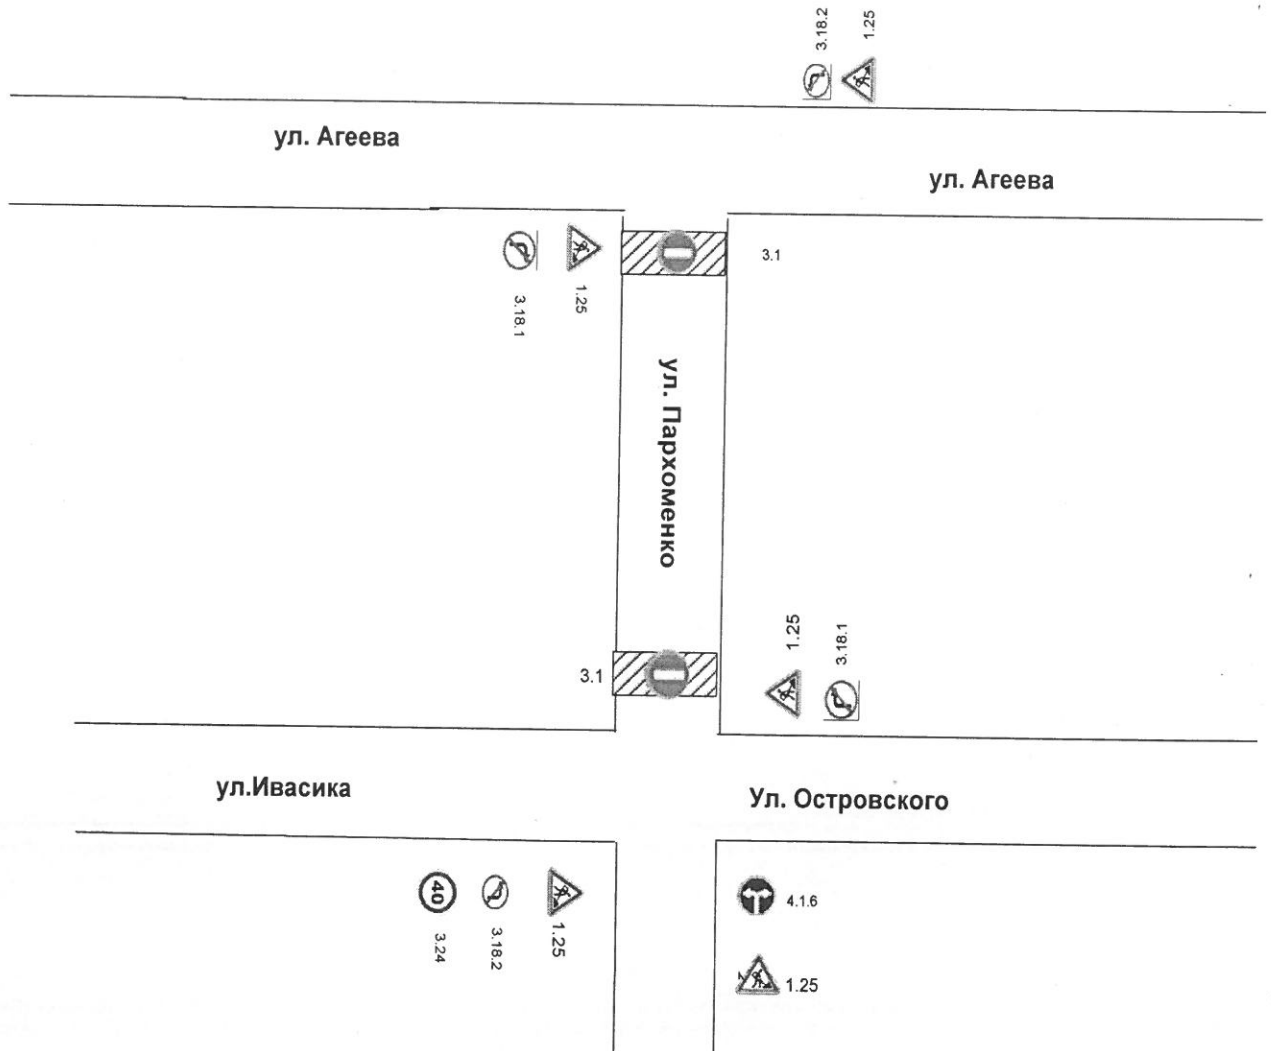 3.18.2
1.25
ул. Агеева
ул. Агеева
3.1
3.18.1
1.25
ул. Пархоменко
1.25
3.18.1
3.1
ул.Ивасика
Ул. Островского
40
3.24
3.18.2
1.25
4.1.6
1.25